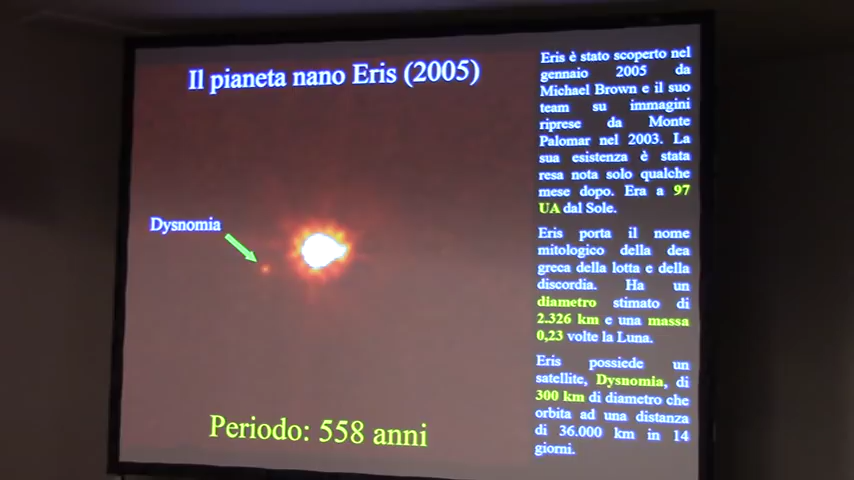 Il pianeta nano Eris (2005)
Dysnomia
Periodo: 558 anni
Eris è stato scoperto nel
gennaio 2005 da
Michael Brown e il suo
team su immagini
riprese da Monte
Palomar nel 2003. La
sua esistenza è stata
resa nota solo qualche
mese dopo. Era a 97
UA dal Sole.
Eris porta il nome
mitologico della dea
greca della lotta e della
discordia. Ha un
diametro stimato di
2.326 km e una massa
0,23 volte la Luna.
Eris possiede un
satellite, Dysnomia, di
300 km di diametro che
orbita ad una distanza
di 36.000 km in 14
giorni.